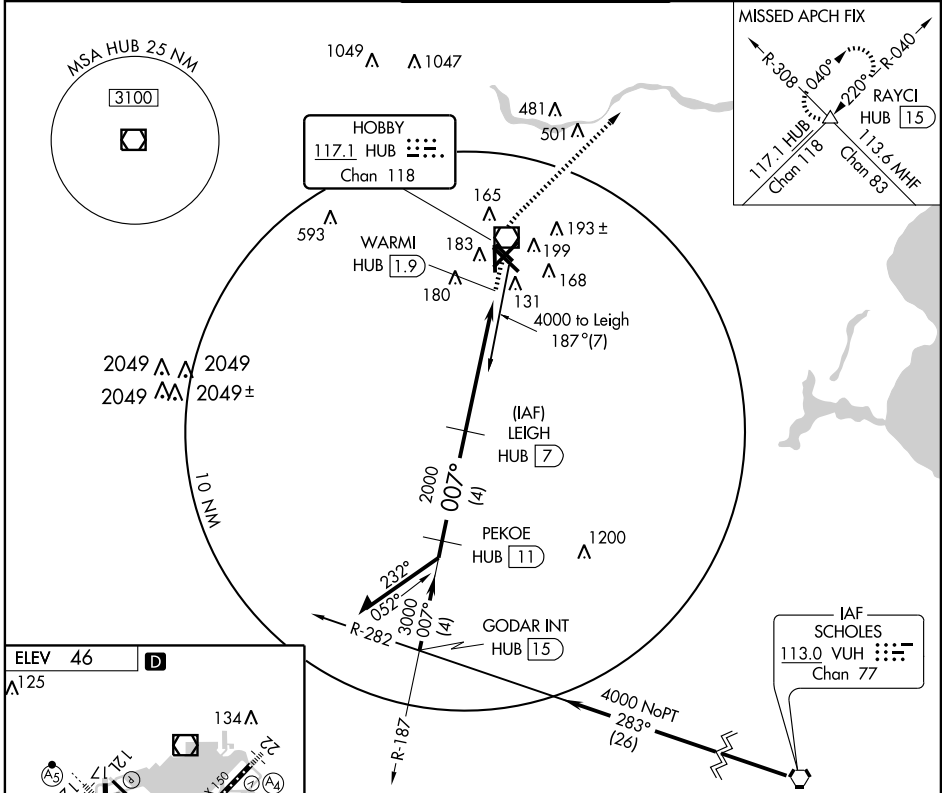 MSA HUB 25 NM
3100
1049
1047
481
501
HOBBY
117.1 HUB
Chan 118
MISSED APCH FIX
R-308
040°
R-040
220°
RAYCI
HUB 15
117.1 HUB
Chan 118
113.6 MHF
Chan 83
593
165
WARMI
HUB 1.9
183
193 ±
199
168
180
131
4000 to Leigh
187°(7)
2049
2049
2049
2049 ±
(IAF)
LEIGH
HUB 7
2000
007°
(4)
10 NM
PEKOE
HUB 11
1200
232°
052°
3000
007°
(4)
R-282
GODAR INT
HUB 15
IAF
SCHOLES
113.0 VUH
Chan 77
4000 NoPT
283°
(26)
R-187
ELEV 46
D
125
134
22
A5
12L
P
X 150
V
A4